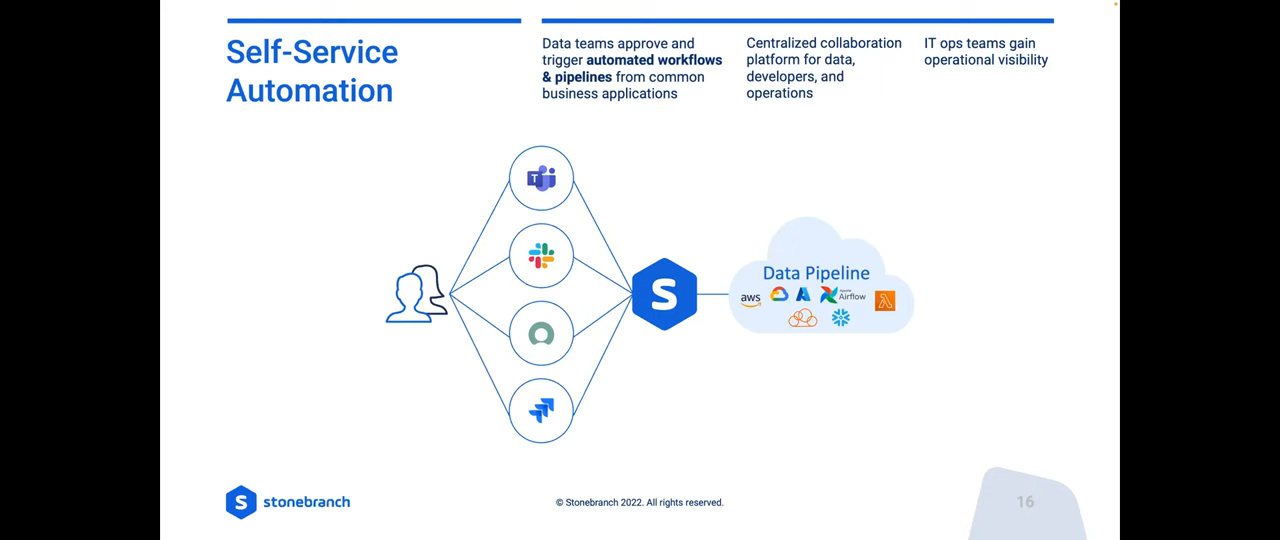 Self-Service
Automation
Data teams approve and
trigger automated workflows
& pipelines from common
business applications
Centralized collaboration
platform for data,
developers, and
operations
IT ops teams gain
operational visibility
T
S
Data Pipeline
aws
Apache
Airflow
S stonebranch
© Stonebranch 2022. All rights reserved.
16